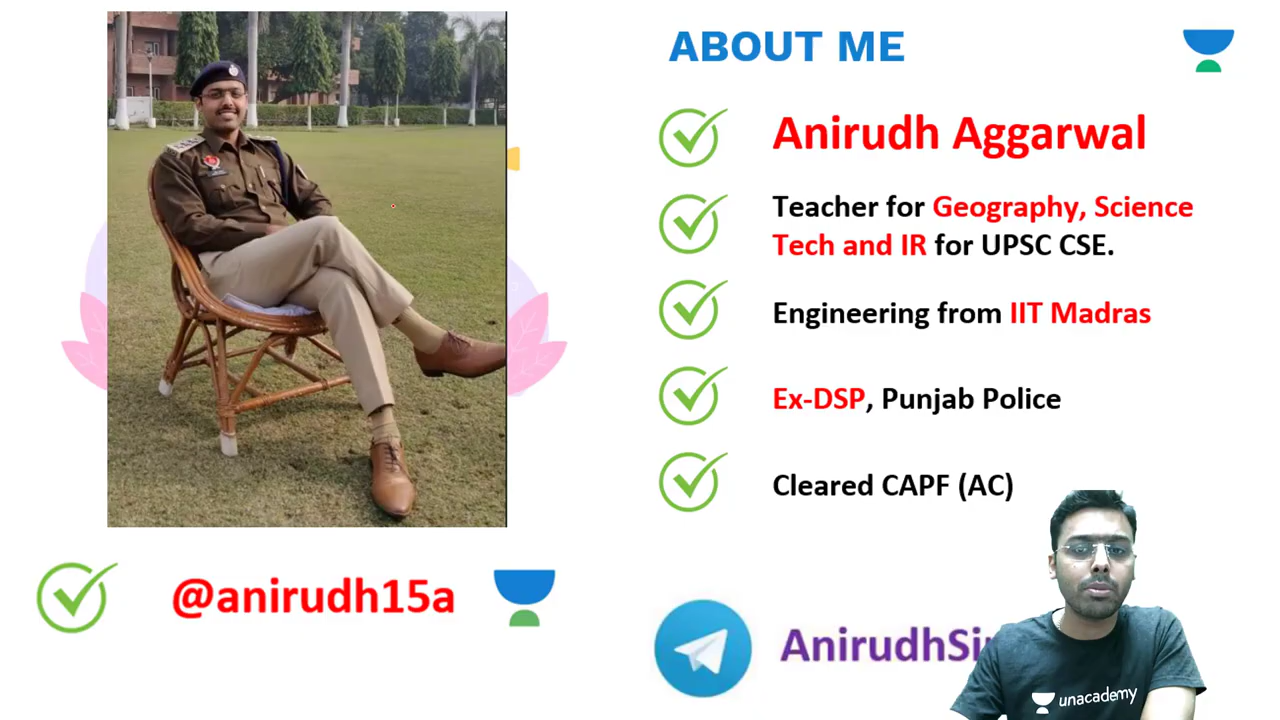 ABOUT ME
Anirudh Aggarwal
Teacher for Geography, Science
Tech and IR for UPSC CSE.
Engineering from IIT Madras
Ex-DSP, Punjab Police
Cleared CAPF (AC)
@anirudh15a
unacademy